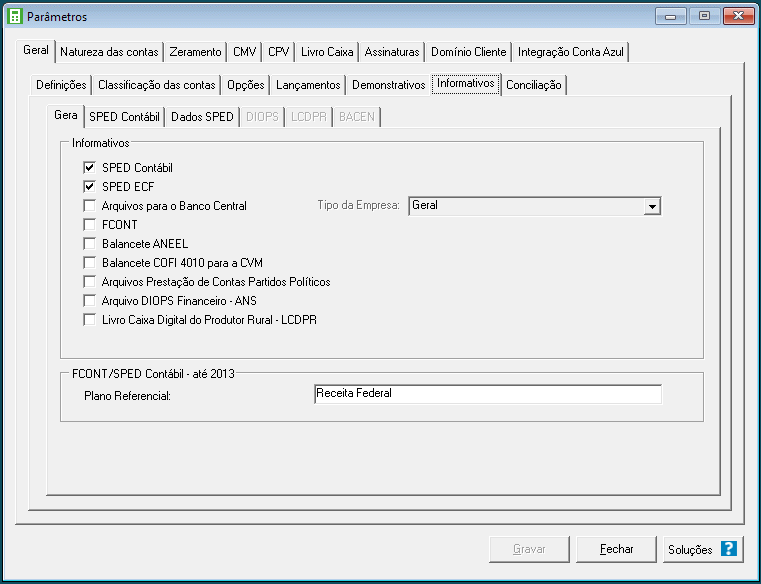 Parâmetros
Geral Natureza das contas Zeramento CMV CPV Livro Caixa Assinaturas Domínio Cliente Integração Conta Azul
Definições Classificação das contas Opções Lançamentos Demonstrativos Informativos Conciliação
Gera SPED Contábil Dados SPED DIOPS LCDPR BACEN
Informativos
SPED Contábil
SPED ECF
Arquivos para o Banco Central Tipo da Empresa: Geral
FCONT
Balancete ANEEL
Balancete COFI 4010 para a CVM
Arquivos Prestação de Contas Partidos Políticos
Arquivo DIOPS Financeiro - ANS
Livro Caixa Digital do Produtor Rural - LCDPR
FCONT/SPED Contábil - até 2013
Plano Referencial: Receita Federal
Gravar Fechar Soluções ?